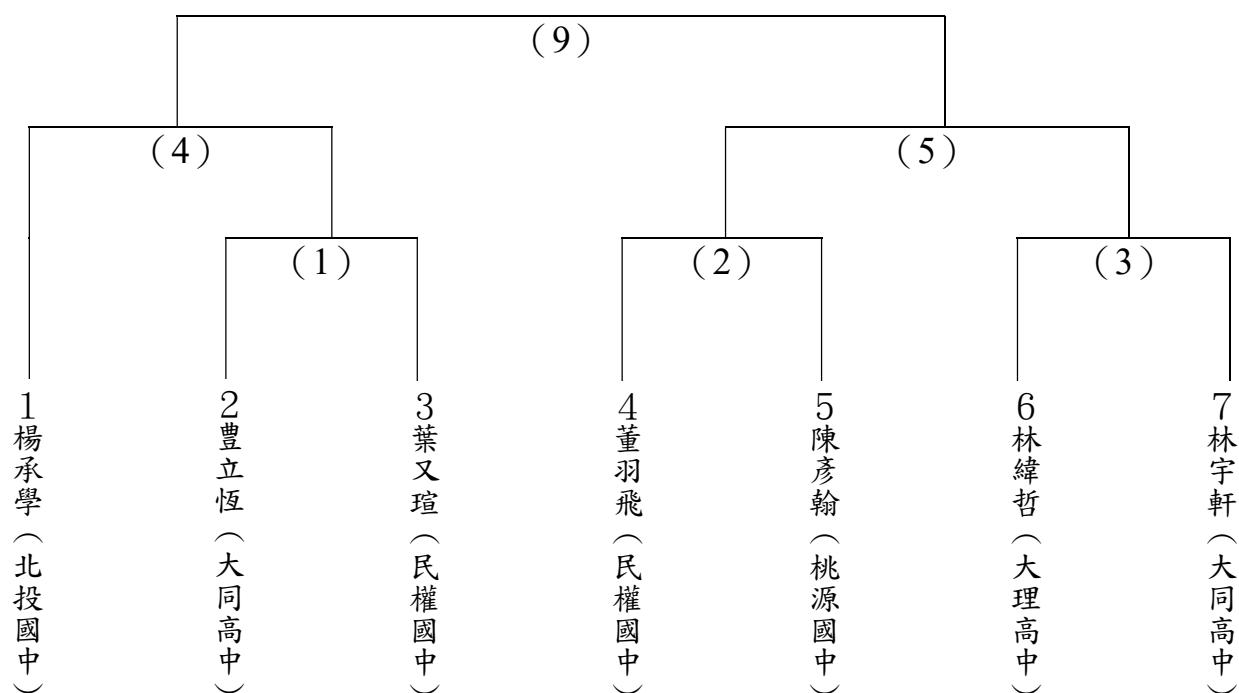 （9）
（4）
（5）
（1）
（2）
（3）
1楊承學（北投國中）
2豊立恆（大同高中）
3葉又瑄（民權國中）
4董羽飛（民權國中）
5陳彥翰（桃源國中）
6林緯哲（大理高中）
7林宇軒（大同高中）